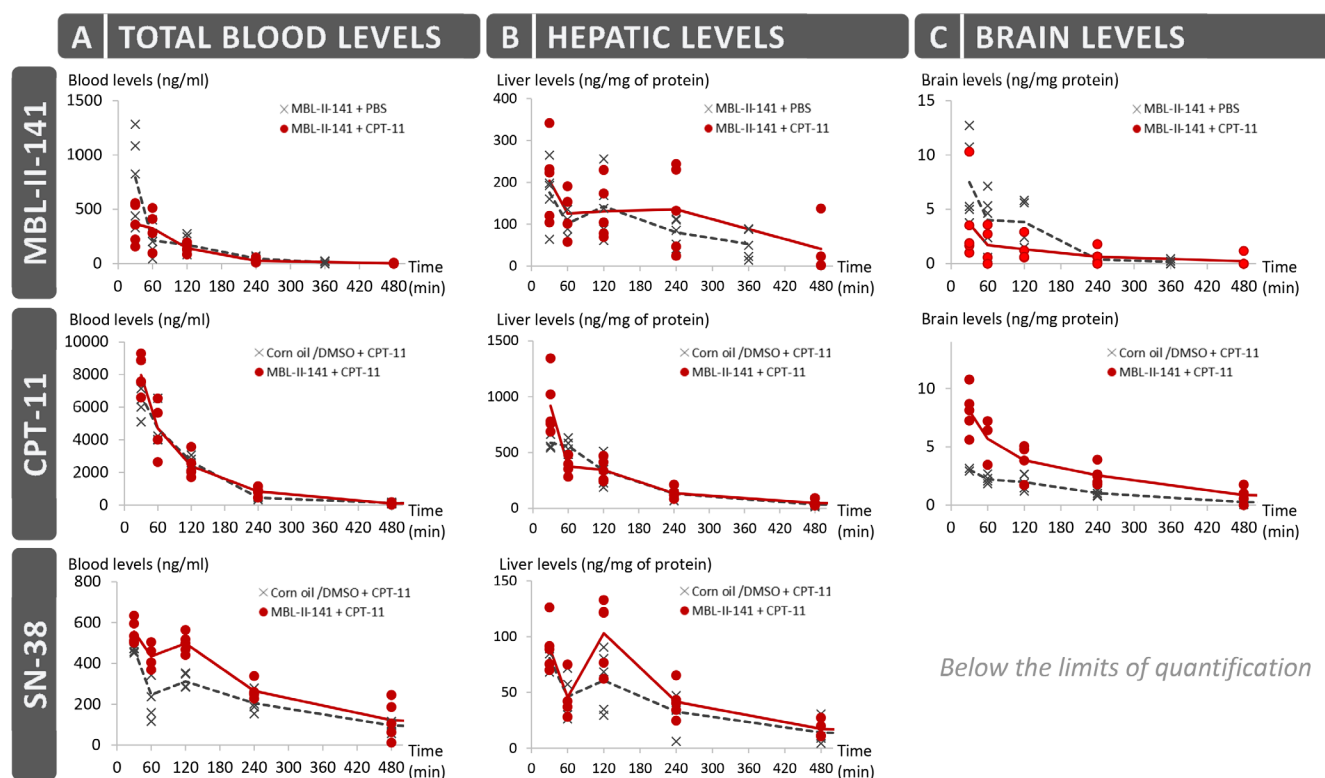 A TOTAL BLOOD LEVELS
B HEPATIC LEVELS
C BRAIN LEVELS
MBL-II-141
Blood levels (ng/ml)
1500
1000
500
0
× MBL-II-141 + PBS
● MBL-II-141 + CPT-11
0 60 120 180 240 300 360 420 480
Time
(min)
Liver levels (ng/mg of protein)
400
300
200
100
0
× MBL-II-141 + PBS
● MBL-II-141 + CPT-11
0 60 120 180 240 300 360 420 480
Time
(min)
Brain levels (ng/mg protein)
15
10
5
0
× MBL-II-141 + PBS
● MBL-II-141 + CPT-11
0 60 120 180 240 300 360 420 480
Time
(min)
CPT-11
Blood levels (ng/ml)
10000
8000
6000
4000
2000
0
× Corn oil /DMSO + CPT-11
● MBL-II-141 + CPT-11
0 60 120 180 240 300 360 420 480
Time
(min)
Liver levels (ng/mg of protein)
1500
1000
500
0
× Corn oil /DMSO + CPT-11
● MBL-II-141 + CPT-11
0 60 120 180 240 300 360 420 480
Time
(min)
Brain levels (ng/mg protein)
10
5
0
× Corn oil /DMSO + CPT-11
● MBL-II-141 + CPT-11
0 60 120 180 240 300 360 420 480
Time
(min)
SN-38
Blood levels (ng/ml)
800
600
400
200
0
× Corn oil /DMSO + CPT-11
● MBL-II-141 + CPT-11
0 60 120 180 240 300 360 420 480
Time
(min)
Liver levels (ng/mg of protein)
150
100
50
0
× Corn oil /DMSO + CPT-11
● MBL-II-141 + CPT-11
0 60 120 180 240 300 360 420 480
Time
(min)
Below the limits of quantification